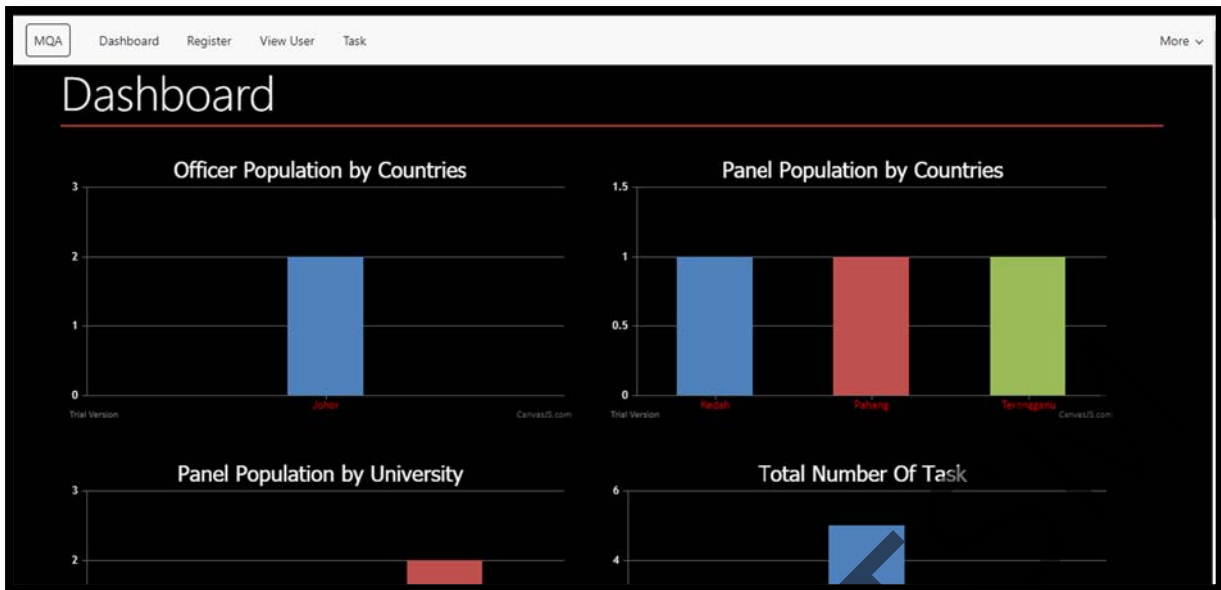 MQA Dashboard Register View User Task More
Dashboard
Officer Population by Countries
3
2
1
0
Johor
Trial Version CanvasJS.com
Panel Population by Countries
1.5
1
0.5
0
Kedah Pahang Terengganu
Trial Version CanvasJS.com
Panel Population by University
3
2
Total Number Of Task
6
4